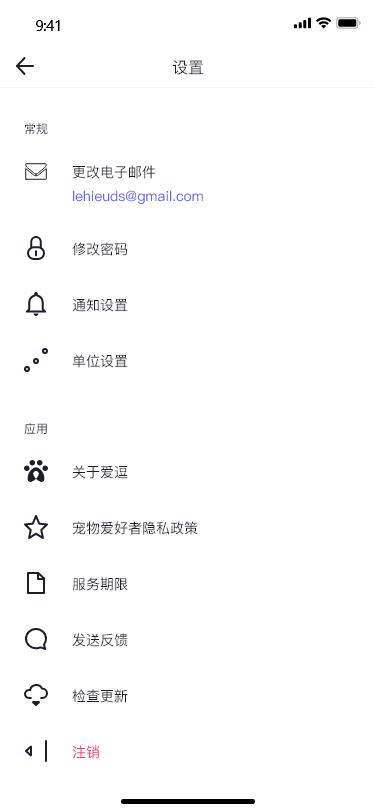 9:41
设置
常规
更改电子邮件
lehieuds@gmail.com
修改密码
通知设置
单位设置
应用
关于爱逗
宠物爱好者隐私政策
服务期限
发送反馈
检查更新
注销